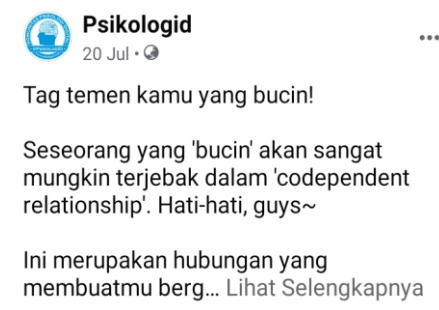 Psikologid
20 Jul
Tag temen kamu yang bucin!
Seseorang yang 'bucin' akan sangat
mungkin terjebak dalam 'codependent
relationship'. Hati-hati, guys~
Ini merupakan hubungan yang
membuatmu berg... Lihat Selengkapnya